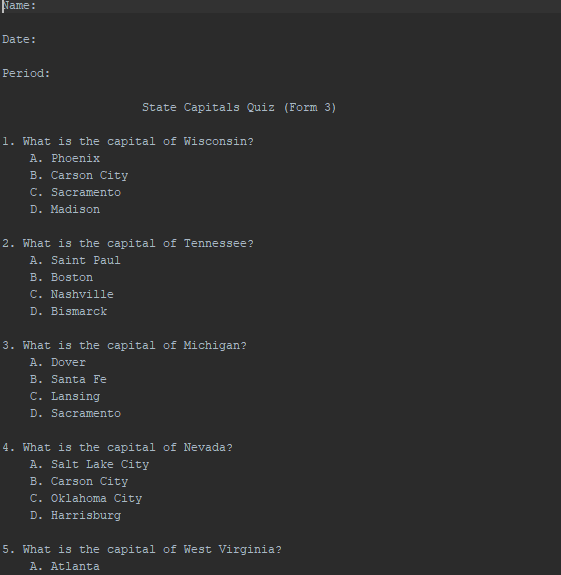 Name:
Date:
Period:
State Capitals Quiz (Form 3)
1. What is the capital of Wisconsin?
A. Phoenix
B. Carson City
C. Sacramento
D. Madison
2. What is the capital of Tennessee?
A. Saint Paul
B. Boston
C. Nashville
D. Bismarck
3. What is the capital of Michigan?
A. Dover
B. Santa Fe
C. Lansing
D. Sacramento
4. What is the capital of Nevada?
A. Salt Lake City
B. Carson City
C. Oklahoma City
D. Harrisburg
5. What is the capital of West Virginia?
A. Atlanta